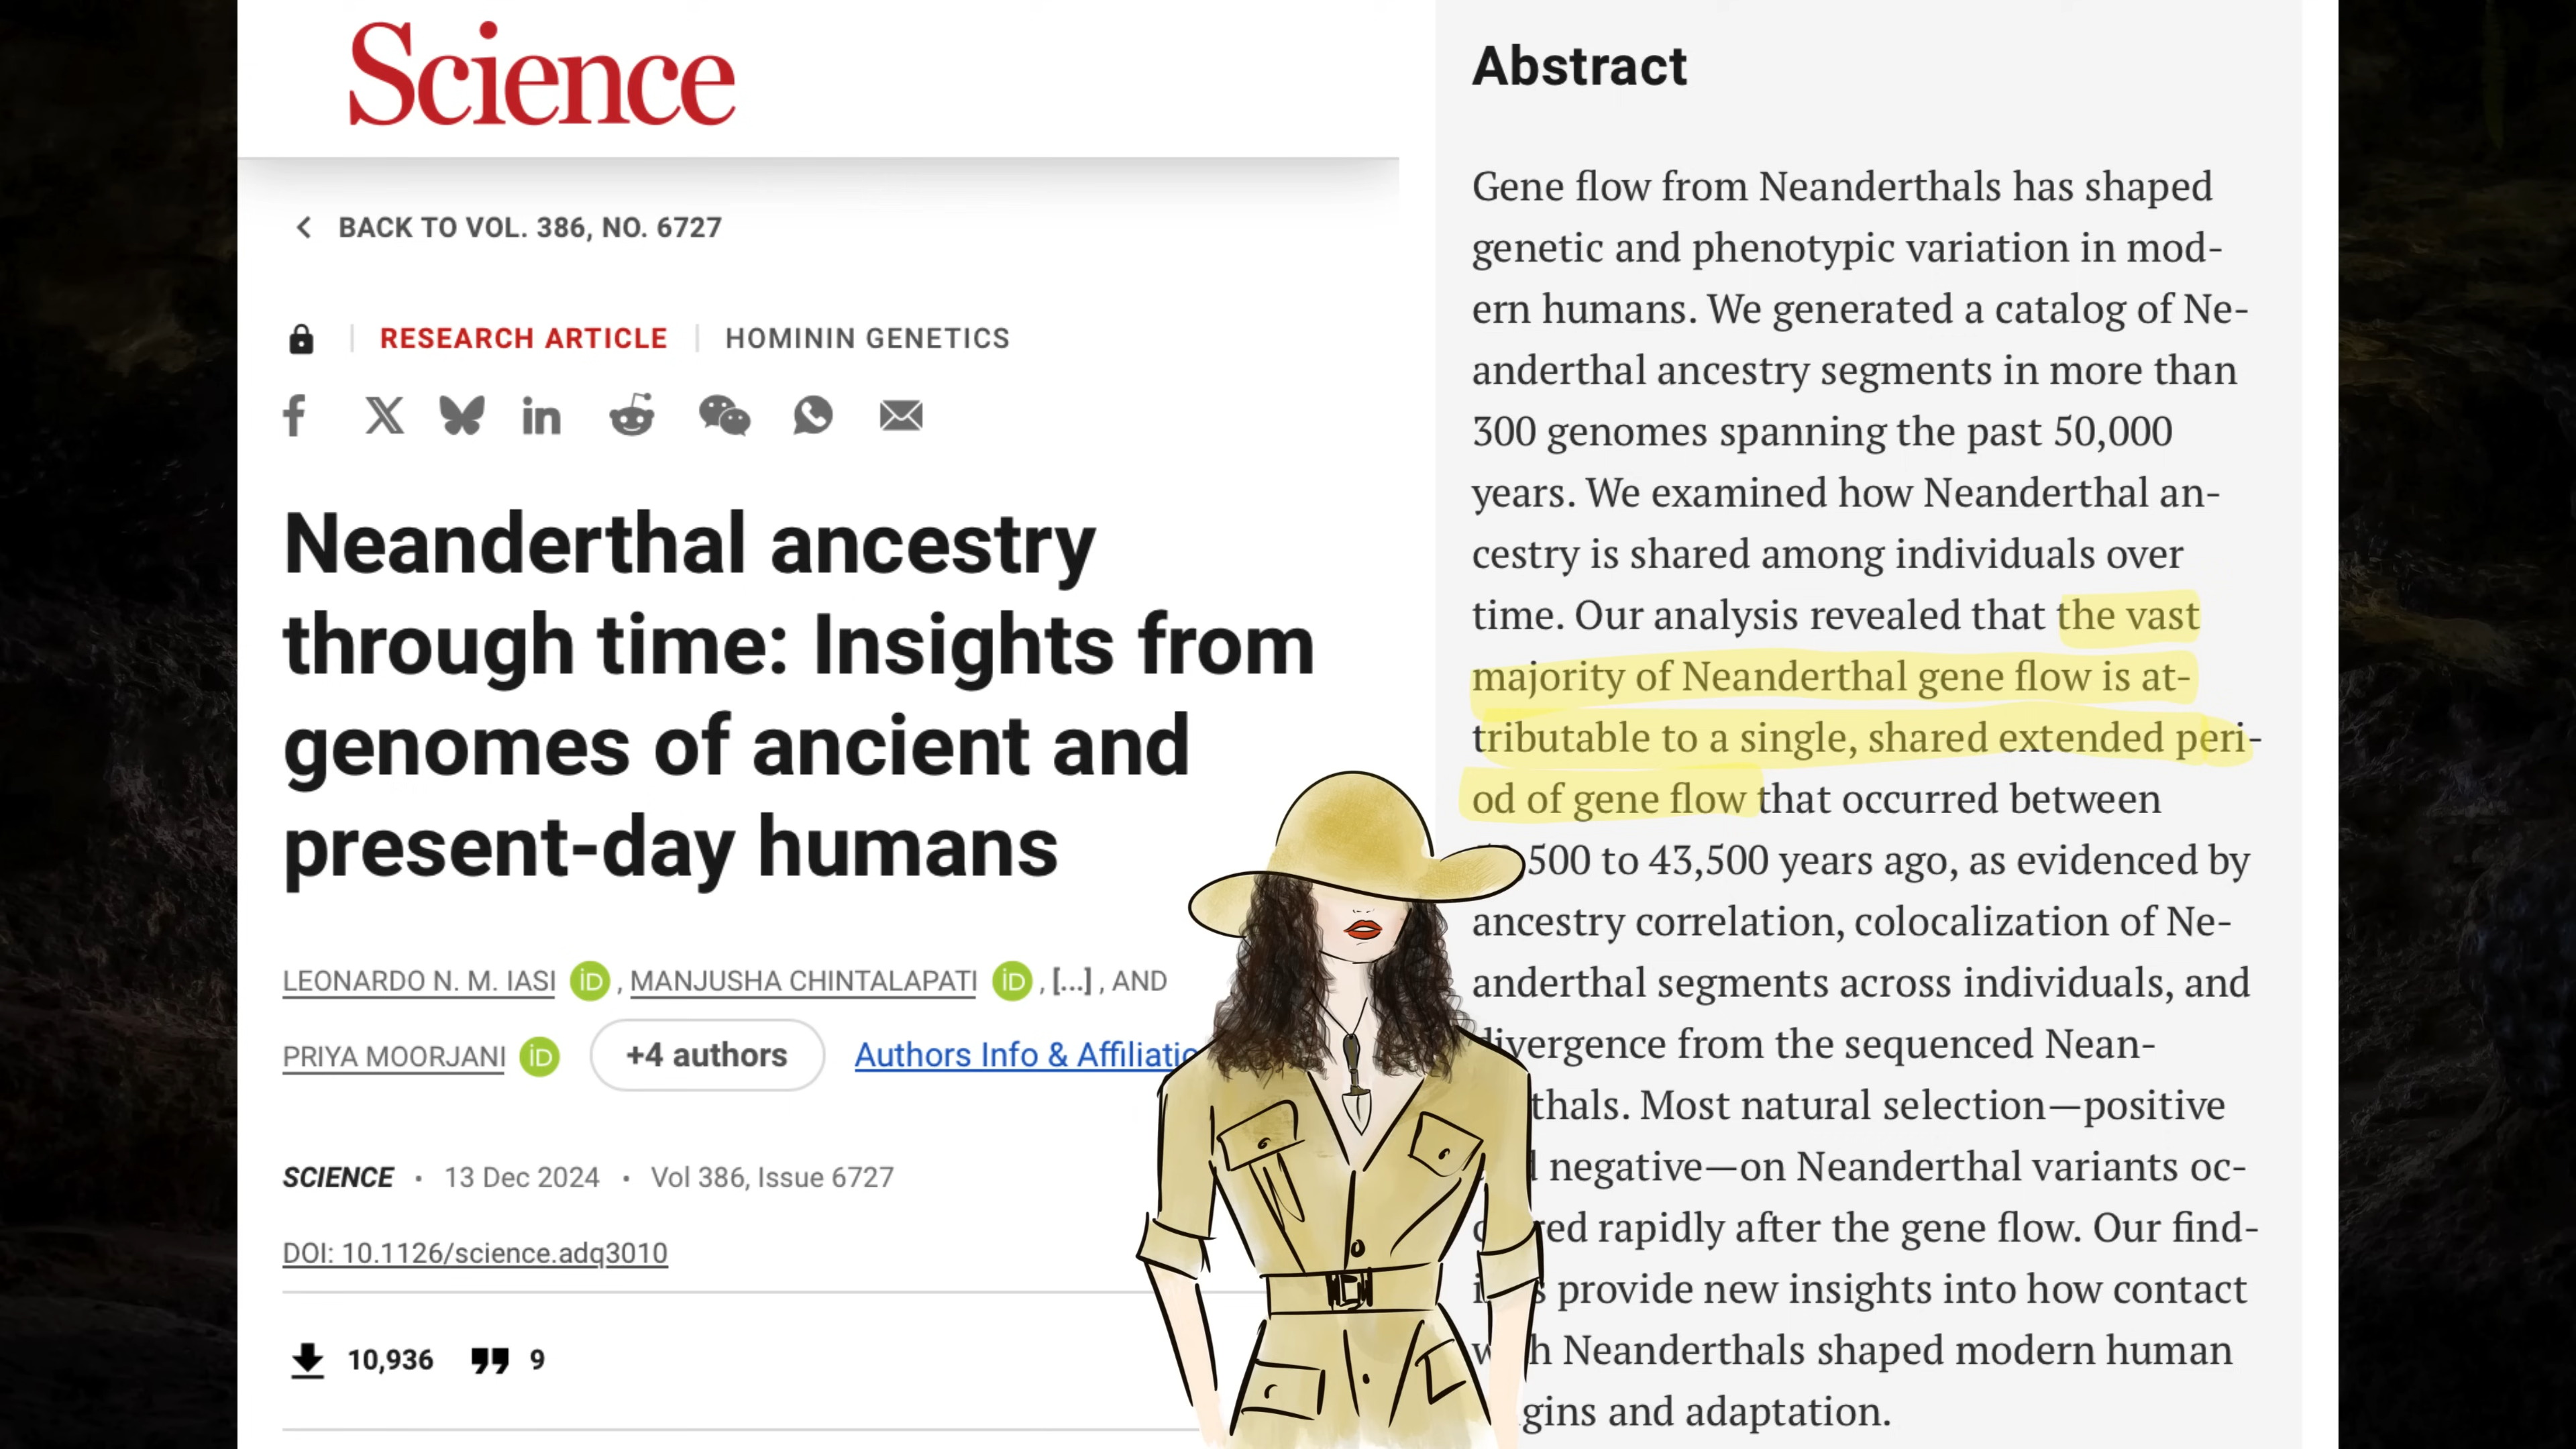 Science
BACK TO VOL. 386, NO. 6727
RESEARCH ARTICLE | HOMININ GENETICS
Neanderthal ancestry
through time: Insights from
genomes of ancient and
present-day humans
LEONARDO N. M. IASI iD, MANJUSHA CHINTALAPATI iD, [...], AND
PRIYA MOORJANI iD +4 authors Authors Info &
SCIENCE • 13 Dec 2024 • Vol 386, Issue 6727
DOI: 10.1126/science.adq3010
10,936 9
Abstract
Gene flow from Neanderthals has shaped
genetic and phenotypic variation in mod-
ern humans. We generated a catalog of Ne-
anderthal ancestry segments in more than
300 genomes spanning the past 50,000
years. We examined how Neanderthal an-
cestry is shared among individuals over
time. Our analysis revealed that the vast
majority of Neanderthal gene flow is at-
tributable to a single, shared extended peri-
od of gene flow that occurred between
500 to 43,500 years ago, as evidenced by
ancestry correlation, colocalization of Ne-
anderthal segments across individuals, and
divergence from the sequenced Nean-
thals. Most natural selection—positive
negative—on Neanderthal variants oc-
red rapidly after the gene flow. Our find-
provide new insights into how contact
Neanderthals shaped modern human
gins and adaptation.